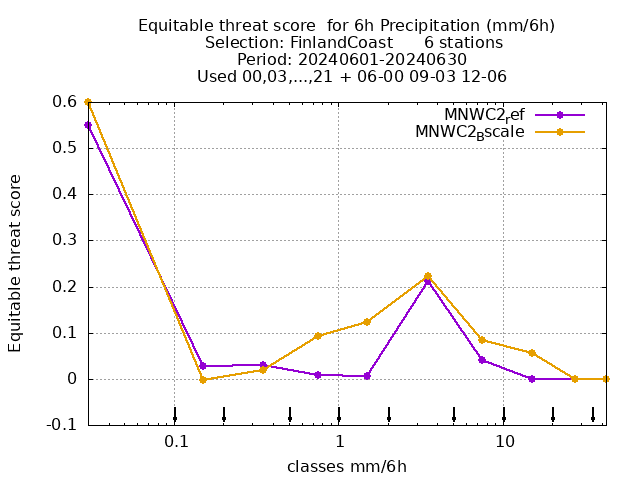 Equitable threat score  for 6h Precipitation (mm/6h)
Selection: FinlandCoast      6 stations
Period: 20240601-20240630
Used 00,03,...,21 + 06-00 09-03 12-06
MNWC2_ref
MNWC2_Bscale
0.6
0.5
0.4
0.3
0.2
0.1
0
-0.1
Equitable threat score
0.1
1
10
classes mm/6h